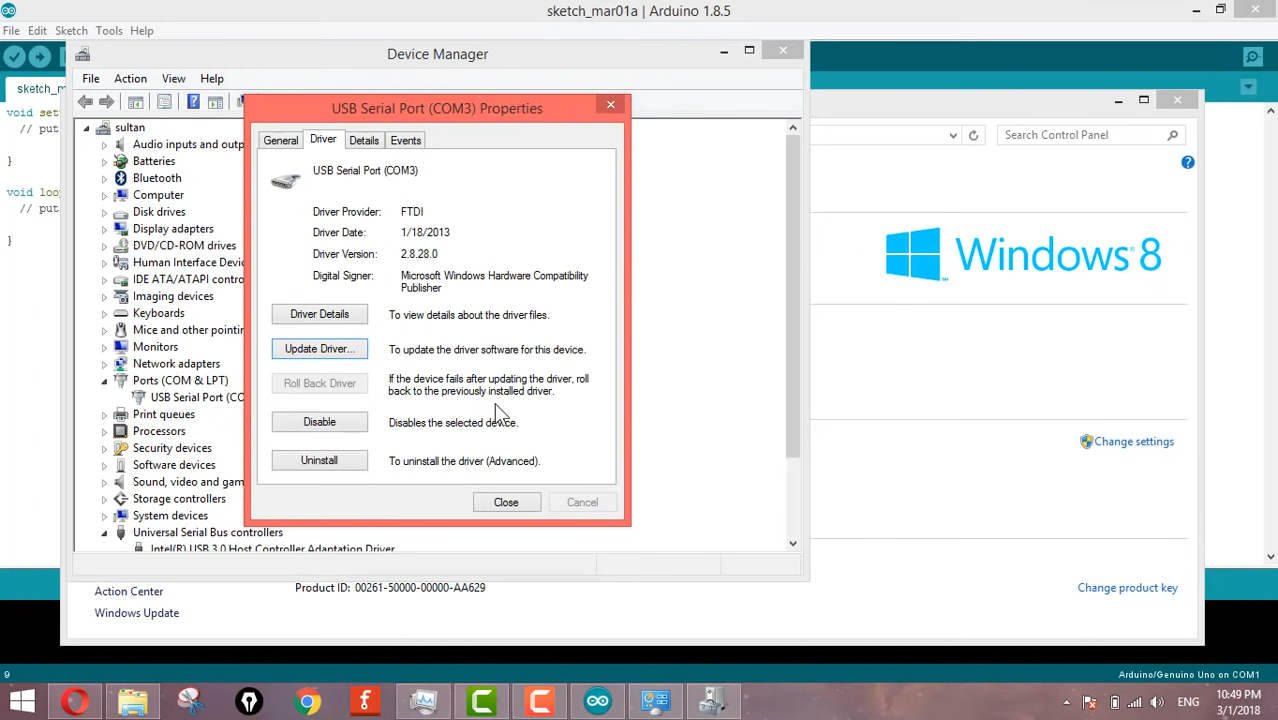 sketch_mar01a | Arduino 1.8.5
File Edit Sketch Tools Help
Device Manager
File Action View Help
sketch_m
void set
// put
}
void loo
// put
}
sultan
Audio inputs and outp
Batteries
Bluetooth
Computer
Disk drives
Display adapters
DVD/CD-ROM drives
Human Interface Dev
IDE ATA/ATAPI contro
Imaging devices
Keyboards
Mice and other pointin
Monitors
Network adapters
Ports (COM & LPT)
USB Serial Port (CO
Print queues
Processors
Security devices
Software devices
Sound, video and gam
Storage controllers
System devices
Universal Serial Bus controllers
Intel(R) USB 3.0 Host Controller Adaptation Driver
USB Serial Port (COM3) Properties
General Driver Details Events
USB Serial Port (COM3)
Driver Provider: FTDI
Driver Date: 1/18/2013
Driver Version: 2.8.28.0
Digital Signer: Microsoft Windows Hardware Compatibility
Publisher
Driver Details To view details about the driver files.
Update Driver... To update the driver software for this device.
Roll Back Driver If the device fails after updating the driver, roll
back to the previously installed driver.
Disable Disables the selected device.
Uninstall To uninstall the driver (Advanced).
Close Cancel
Search Control Panel
Windows 8
Change settings
Action Center
Windows Update
Product ID: 00261-50000-00000-AA629
Change product key
9
Arduino/Genuino Uno on COM1
ENG
10:49 PM
3/1/2018